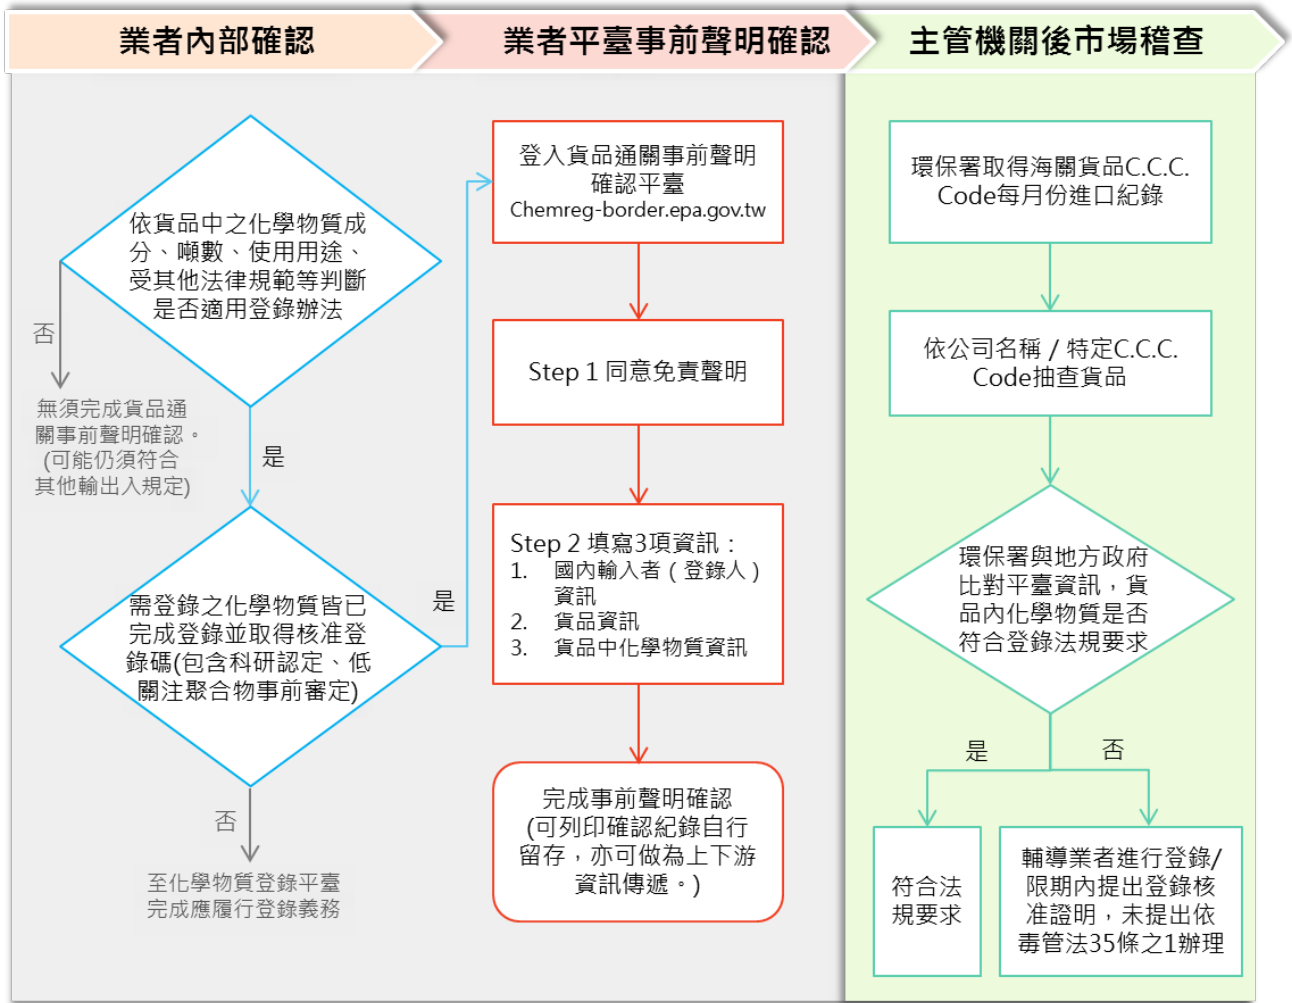 業者內部確認
業者平臺事前聲明確認
主管機關後市場稽查
依貨品中之化學物質成
分、噸數、使用用途、
受其他法律規範等判斷
是否適用登錄辦法
否
無須完成貨品通
關事前聲明確認。
(可能仍須符合
其他輸出入規定)
是
需登錄之化學物質皆已
完成登錄並取得核准登
錄碼(包含科研認定、低
關注聚合物事前審定)
是
否
至化學物質登錄平臺
完成應履行登錄義務
登入貨品通關事前聲明
確認平臺
Chemreg-border.epa.gov.tw
Step 1 同意免責聲明
Step 2 填寫3項資訊：
1. 國內輸入者（登錄人）
資訊
2. 貨品資訊
3. 貨品中化學物質資訊
完成事前聲明確認
(可列印確認紀錄自行
留存，亦可做為上下游
資訊傳遞。)
環保署取得海關貨品C.C.C.
Code每月份進口紀錄
依公司名稱 / 特定C.C.C.
Code抽查貨品
環保署與地方政府
比對平臺資訊，貨
品內化學物質是否
符合登錄法規要求
是
否
符合法
規要求
輔導業者進行登錄/
限期內提出登錄核
准證明，未提出依
毒管法35條之1辦理